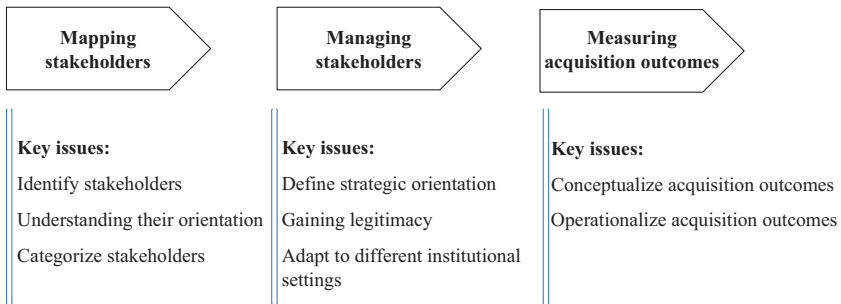 Mapping
stakeholders
Managing
stakeholders
Measuring
acquisition outcomes
Key issues:
Identify stakeholders
Understanding their orientation
Categorize stakeholders
Key issues:
Define strategic orientation
Gaining legitimacy
Adapt to different institutional
settings
Key issues:
Conceptualize acquisition outcomes
Operationalize acquisition outcomes